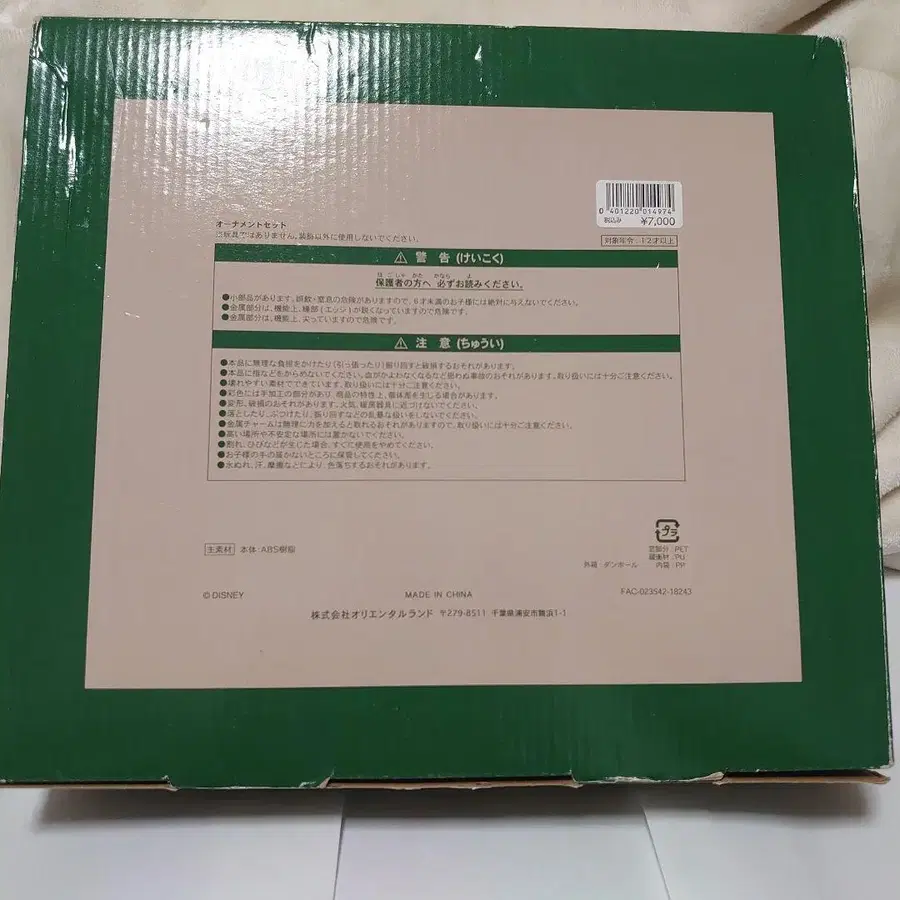 0 401220 014974
税込み ¥7,000
オーナメントセット
玩具ではありません。装飾以外に使用しないでください。
対象年令：12才以上
⚠ 警告 (けいこく)
ほごしゃ かた かなら よ
保護者の方へ 必ずお読みください。
●小部品があります。誤飲・窒息の危険がありますので、6才未満のお子様には絶対に与えないでください。
●金属部分は、機能上、縁部(エッジ)が鋭くなっていますので危険です。
●金属部分は、機能上、尖っていますので危険です。
⚠ 注意 (ちゅうい)
●本品に無理な負担をかけたり(引っ張ったり)振り回すと破損するおそれがあります。
●本品に指などをからめないでください。血がかよわなくなるなど思わぬ事故のおそれがあります。取り扱いには十分ご注意ください。
●壊れやすい素材でできています。取り扱いには十分ご注意ください。
●彩色には手加工の部分があり、商品の特性上、個体差を生じる場合があります。
●変形、破損のおそれがあります。火気、暖房器具に近づけないでください。
●落としたり、ぶつけたり、振り回すなどの乱暴な扱いをしないでください。
●金属チャームは無理に力を加えると取れるおそれがありますので、取り扱いには十分ご注意ください。
●高い場所や不安定な場所には置かないでください。
●割れ、ひびなどが生じた場合、すぐに使用をやめてください。
●お子様の手の届かないところに保管してください。
●水ぬれ、汗、摩擦などにより、色落ちするおそれがあります。
プラ
主素材 本体：ABS樹脂
窓部分：PET
緩衝材：PU
外箱：ダンボール 内袋：PP
© DISNEY MADE IN CHINA FAC-023542-18243
株式会社オリエンタルランド 〒279-8511 千葉県浦安市舞浜1-1